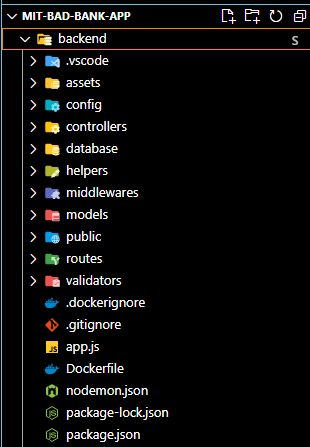 MIT-BAD-BANK-APP
backend S
.vscode
assets
config
controllers
database
helpers
middlewares
models
public
routes
validators
.dockerignore
.gitignore
JS app.js
Dockerfile
nodemon.json
package-lock.json
package.json